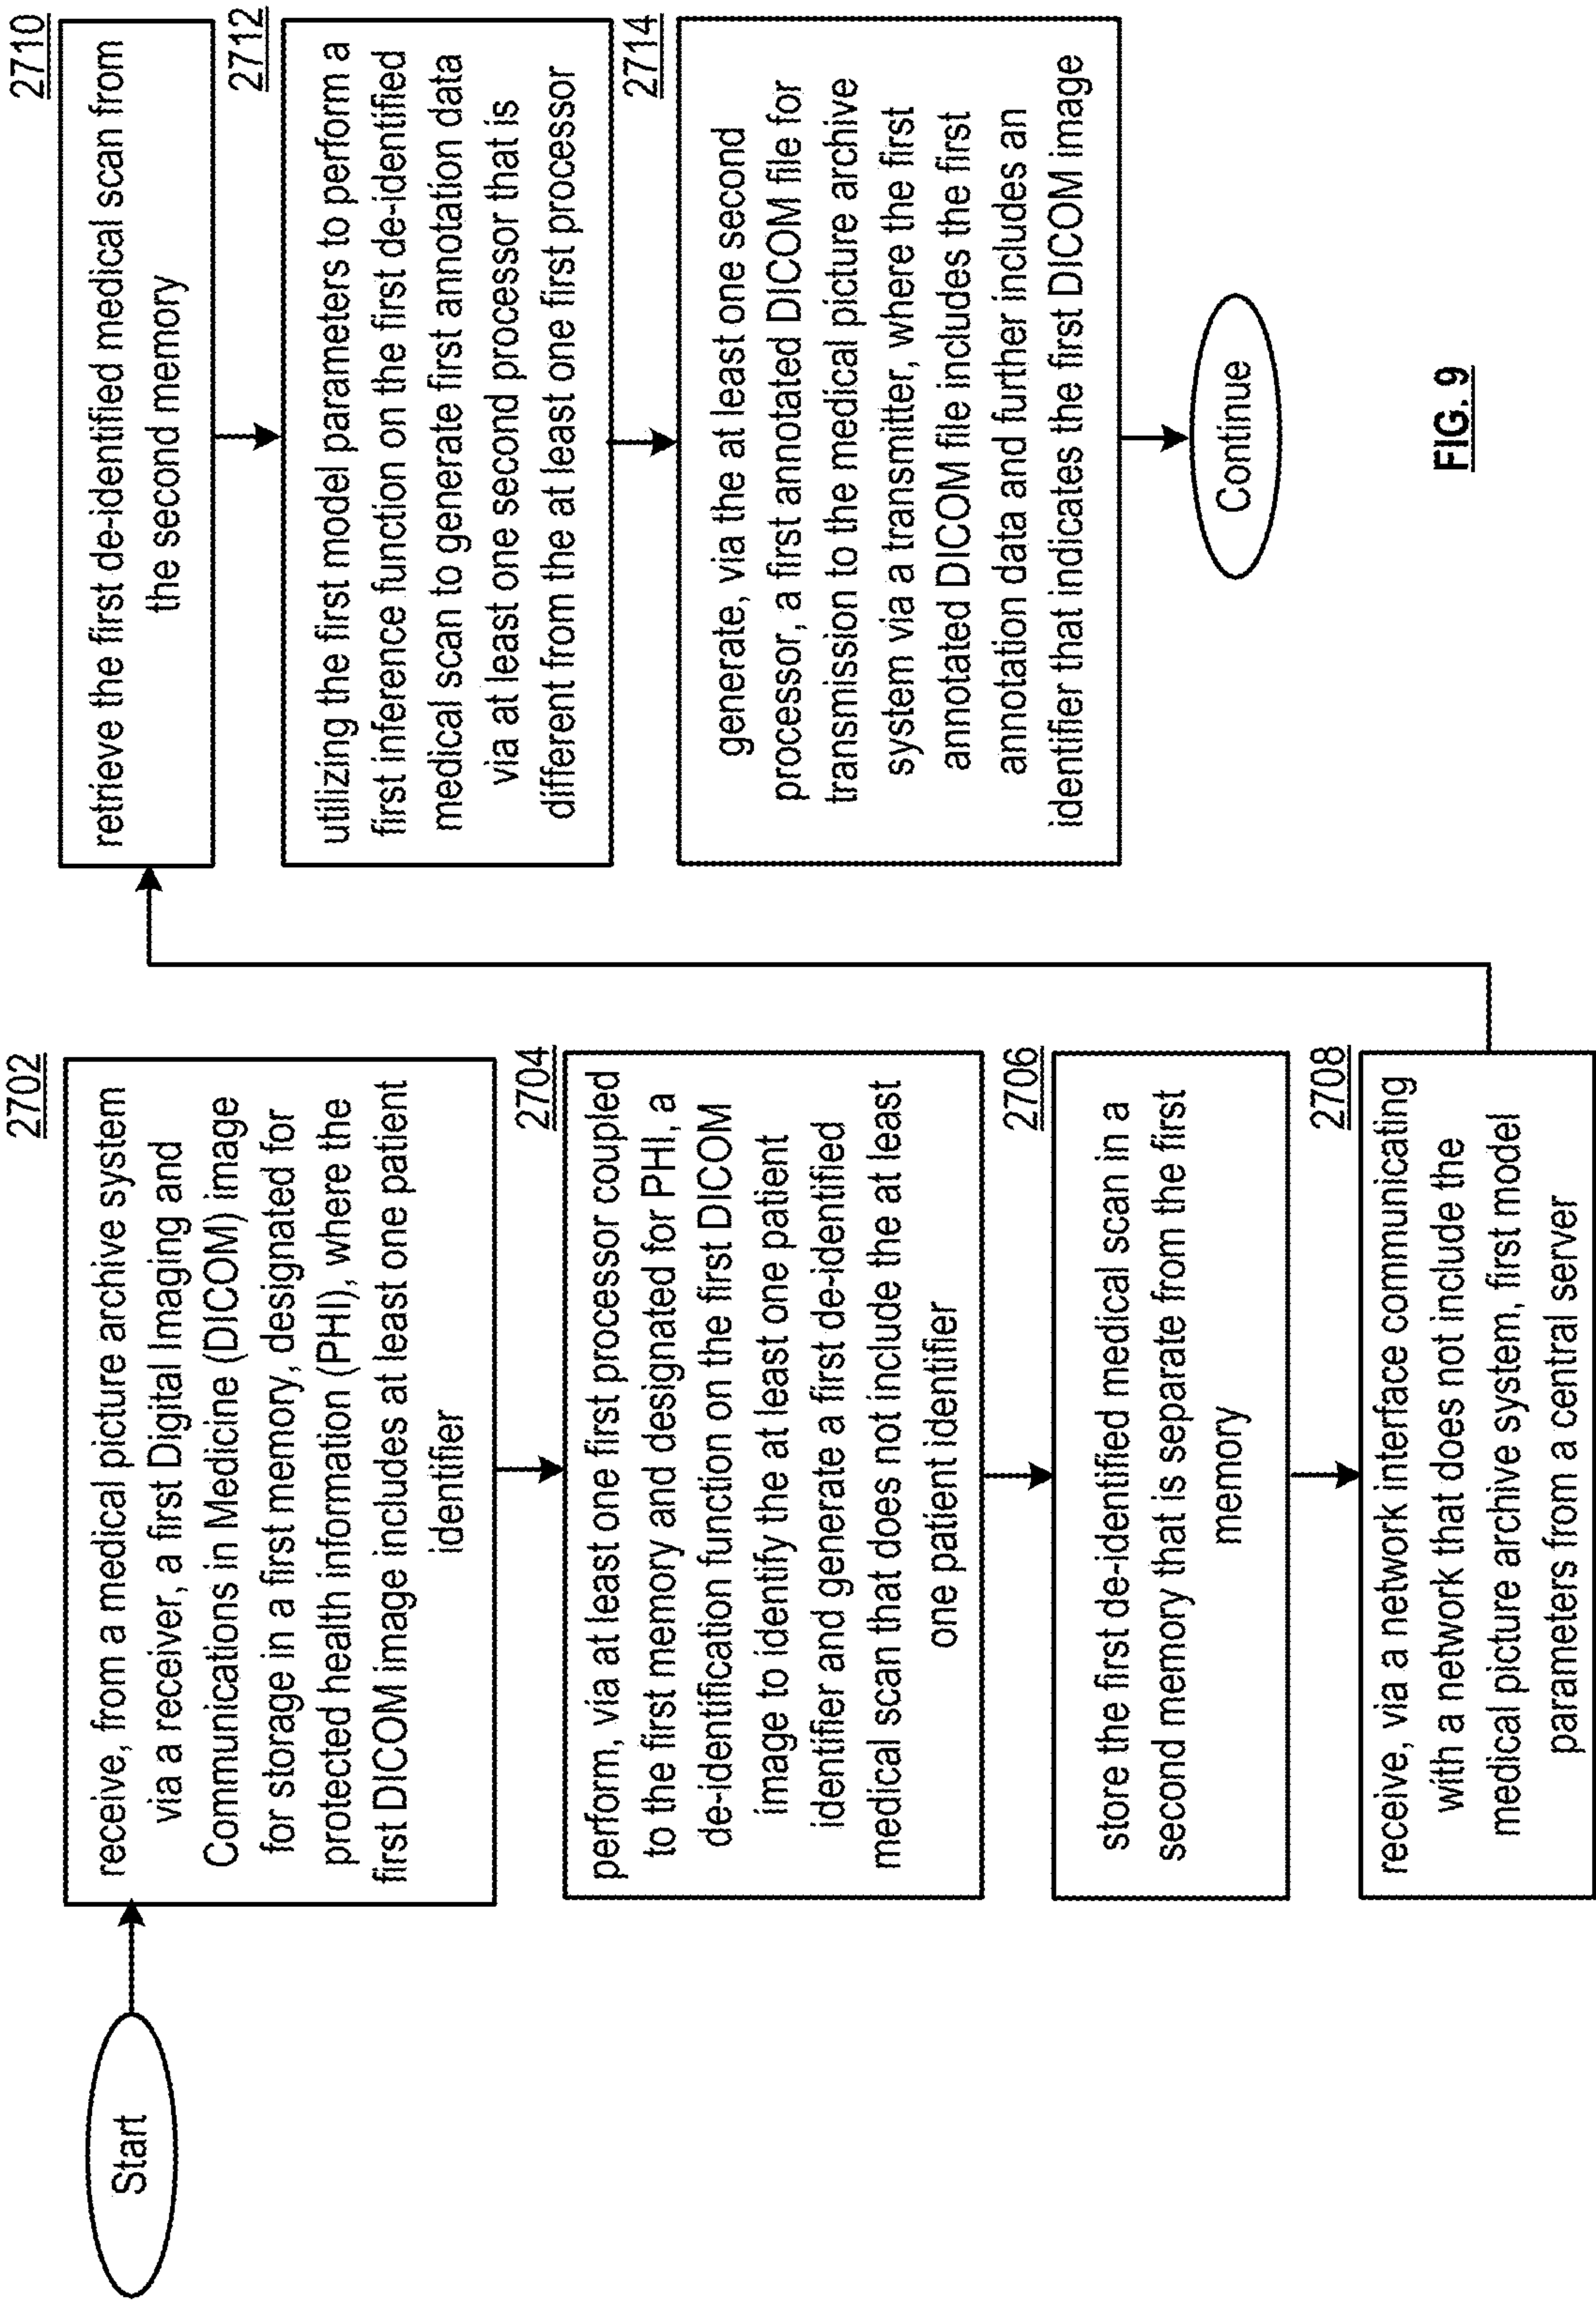 Start
2702
receive, from a medical picture archive system
via a receiver, a first Digital Imaging and
Communications in Medicine (DICOM) image
for storage in a first memory, designated for
protected health information (PHI), where the
first DICOM image includes at least one patient
identifier
2704
perform, via at least one first processor coupled
to the first memory and designated for PHI, a
de-identification function on the first DICOM
image to identify the at least one patient
identifier and generate a first de-identified
medical scan that does not include the at least
one patient identifier
2706
store the first de-identified medical scan in a
second memory that is separate from the first
memory
2708
receive, via a network interface communicating
with a network that does not include the
medical picture archive system, first model
parameters from a central server
2710
retrieve the first de-identified medical scan from
the second memory
2712
utilizing the first model parameters to perform a
first inference function on the first de-identified
medical scan to generate first annotation data
via at least one second processor that is
different from the at least one first processor
2714
generate, via the at least one second
processor, a first annotated DICOM file for
transmission to the medical picture archive
system via a transmitter, where the first
annotated DICOM file includes the first
annotation data and further includes an
identifier that indicates the first DICOM image
Continue
FIG. 9